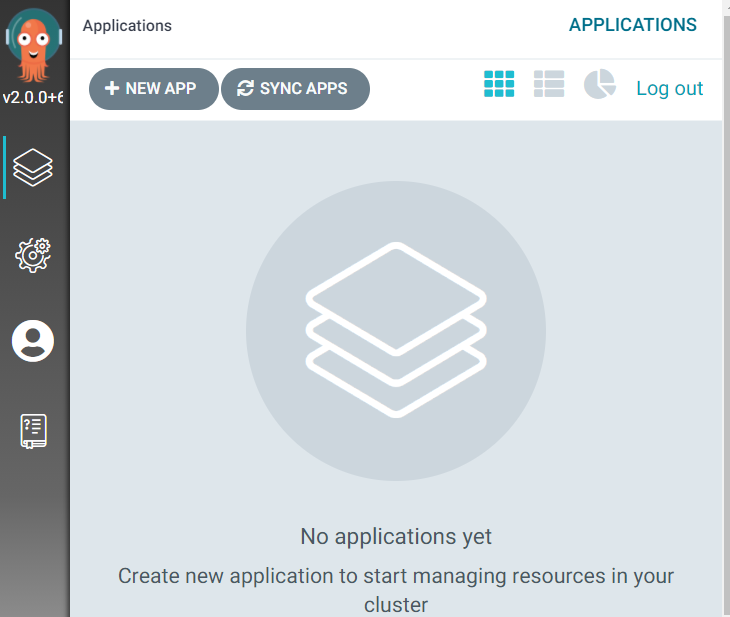 Applications
APPLICATIONS
v2.0.0+6
NEW APP
SYNC APPS
Log out
No applications yet
Create new application to start managing resources in your
cluster